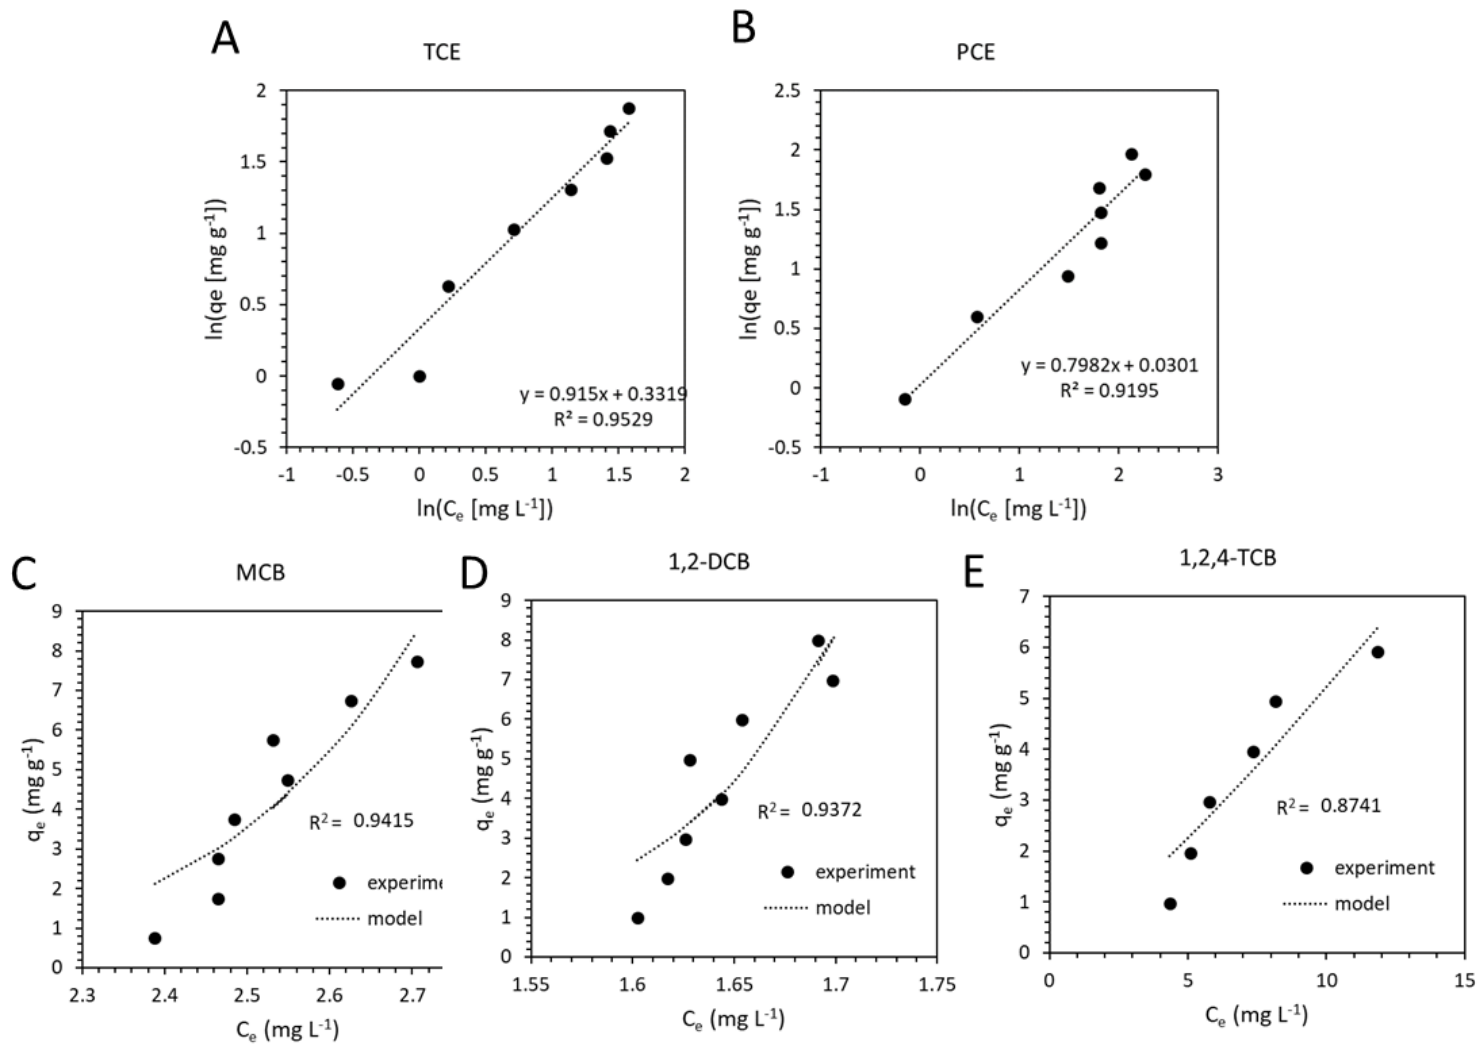 A
TCE
2
1.5
1
0.5
0
-0.5
-1
-0.5
0
0.5
1
1.5
2
ln(qe [mg g⁻¹])
ln(Cₑ [mg L⁻¹])
y = 0.915x + 0.3319
R² = 0.9529
B
PCE
2.5
2
1.5
1
0.5
0
-0.5
-1
0
1
2
3
ln(qe [mg g⁻¹])
ln(Cₑ [mg L⁻¹])
y = 0.7982x + 0.0301
R² = 0.9195
C
MCB
9
8
7
6
5
4
3
2
1
0
2.3
2.4
2.5
2.6
2.7
qₑ (mg g⁻¹)
Cₑ (mg L⁻¹)
R² = 0.9415
experime
model
D
1,2-DCB
9
8
7
6
5
4
3
2
1
0
1.55
1.6
1.65
1.7
1.75
qₑ (mg g⁻¹)
Cₑ (mg L⁻¹)
R² = 0.9372
experiment
model
E
1,2,4-TCB
7
6
5
4
3
2
1
0
0
5
10
15
qₑ (mg g⁻¹)
Cₑ (mg L⁻¹)
R² = 0.8741
experiment
model